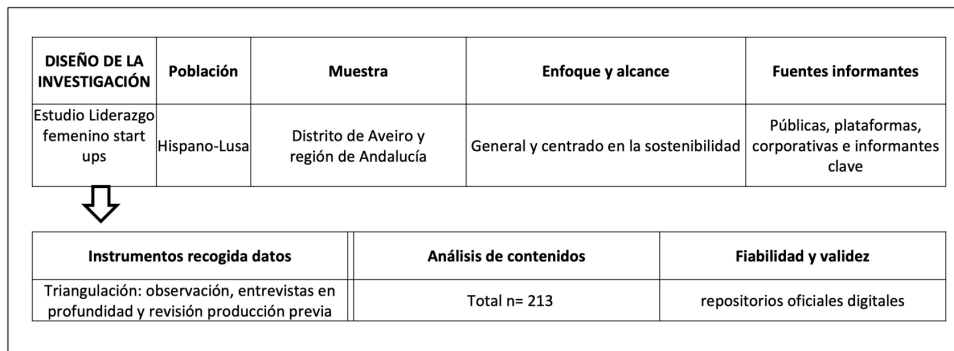 DISEÑO DE LA
INVESTIGACIÓN
Población
Muestra
Enfoque y alcance
Fuentes informantes
Estudio Liderazgo
femenino start
ups
Hispano-Lusa
Distrito de Aveiro y
región de Andalucía
General y centrado en la sostenibilidad
Públicas, plataformas,
corporativas e informantes
clave
Instrumentos recogida datos
Análisis de contenidos
Fiabilidad y validez
Triangulación: observación, entrevistas en
profundidad y revisión producción previa
Total n= 213
repositorios oficiales digitales